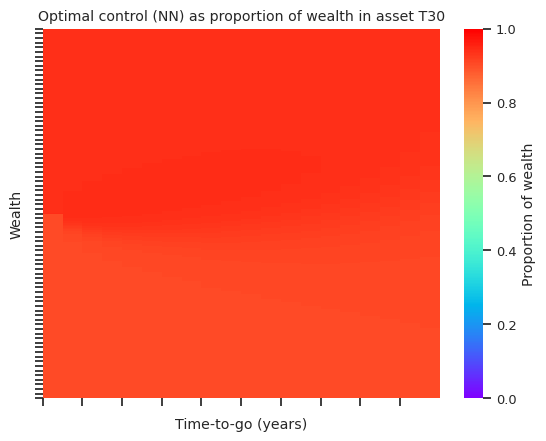 Optimal control (NN) as proportion of wealth in asset T30
Wealth
Time-to-go (years)
1.0
0.8
0.6
0.4
0.2
0.0
Proportion of wealth